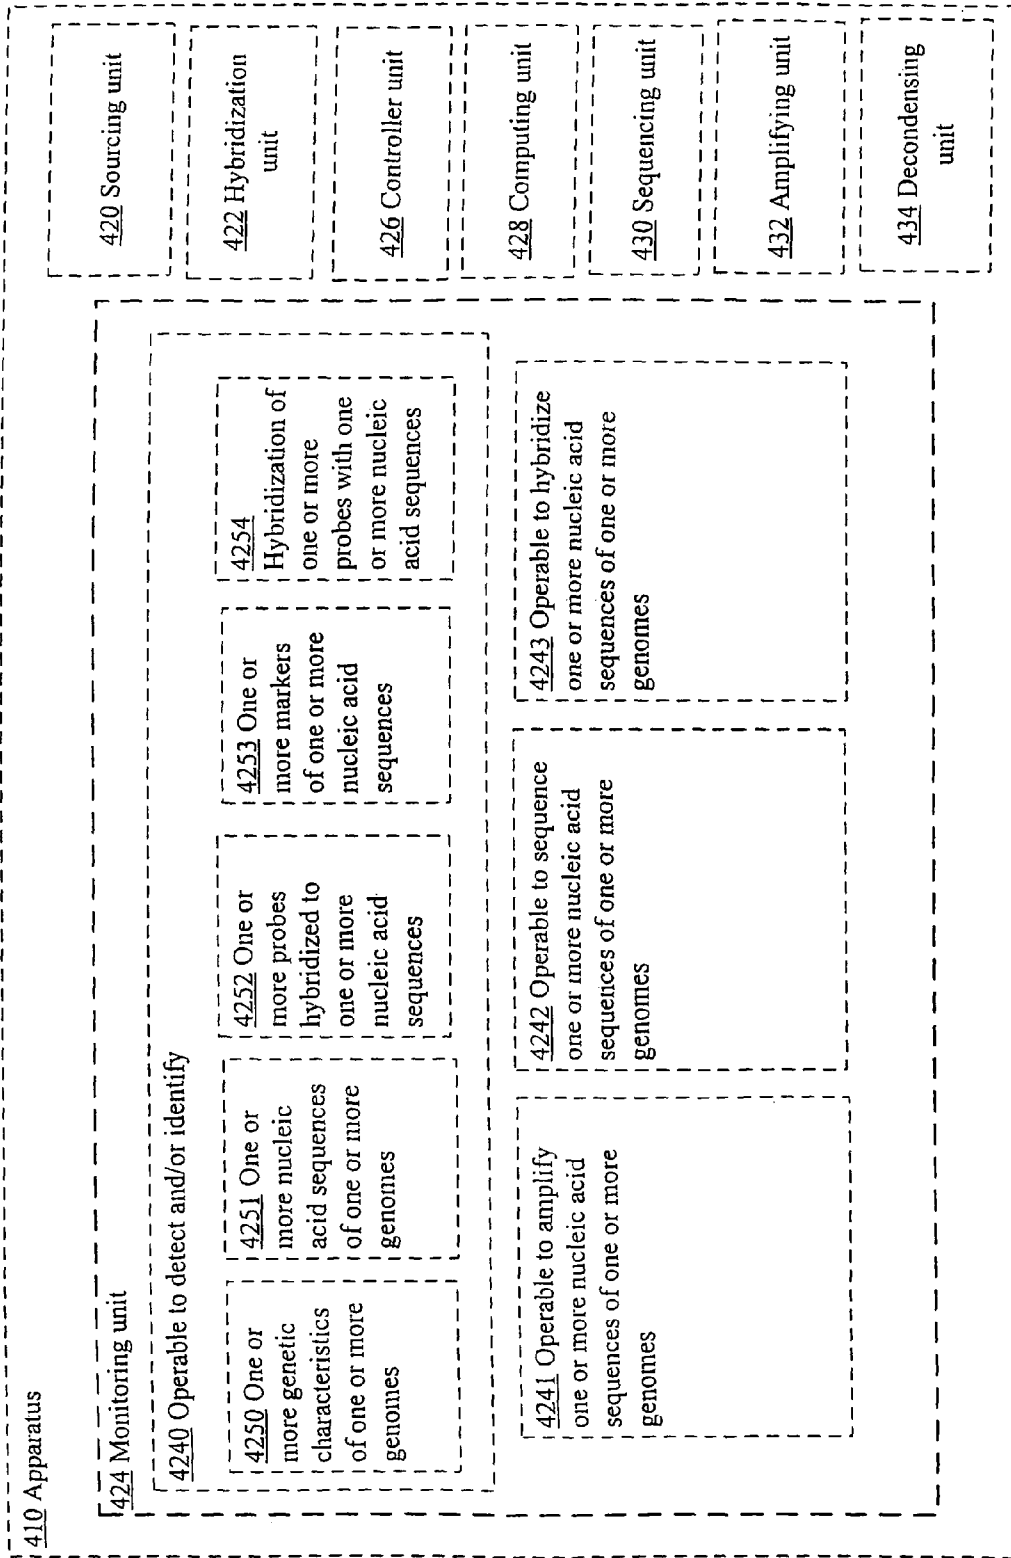 410 Apparatus
424 Monitoring unit
4240 Operable to detect and/or identify
4250 One or
more genetic
characteristics
of one or more
genomes
4251 One or
more nucleic
acid sequences
of one or more
genomes
4252 One or
more probes
hybridized to
one or more
nucleic acid
sequences
4253 One or
more markers
of one or more
nucleic acid
sequences
4254
Hybridization of
one or more
probes with one
or more nucleic
acid sequences
4241 Operable to amplify
one or more nucleic acid
sequences of one or more
genomes
4242 Operable to sequence
one or more nucleic acid
sequences of one or more
genomes
4243 Operable to hybridize
one or more nucleic acid
sequences of one or more
genomes
420 Sourcing unit
422 Hybridization
unit
426 Controller unit
428 Computing unit
430 Sequencing unit
432 Amplifying unit
434 Decondensing
unit